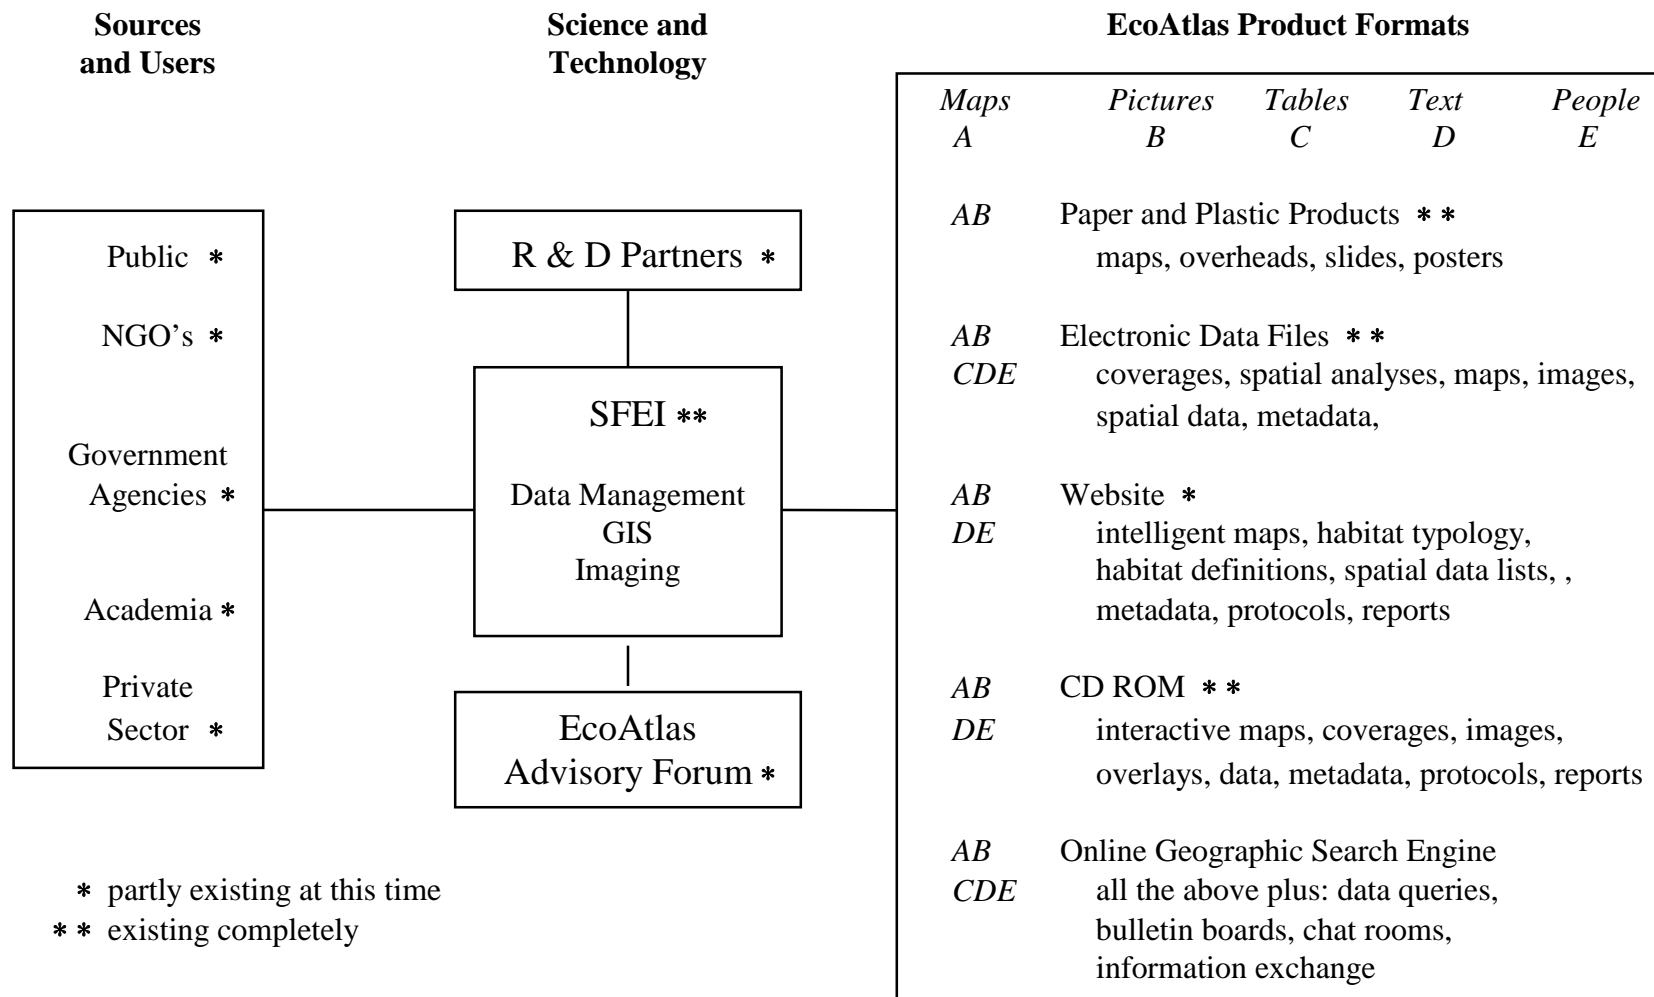 Sources
and Users
Public *
NGO's *
Government
Agencies *
Academia *
Private
Sector *
* partly existing at this time
* * existing completely
Science and
Technology
R & D Partners *
SFEI **
Data Management
GIS
Imaging
EcoAtlas
Advisory Forum *
EcoAtlas Product Formats
Maps Pictures Tables Text People
A B C D E
AB Paper and Plastic Products * *
maps, overheads, slides, posters
AB Electronic Data Files * *
CDE coverages, spatial analyses, maps, images,
spatial data, metadata,
AB Website *
DE intelligent maps, habitat typology,
habitat definitions, spatial data lists, ,
metadata, protocols, reports
AB CD ROM * *
DE interactive maps, coverages, images,
overlays, data, metadata, protocols, reports
AB Online Geographic Search Engine
CDE all the above plus: data queries,
bulletin boards, chat rooms,
information exchange